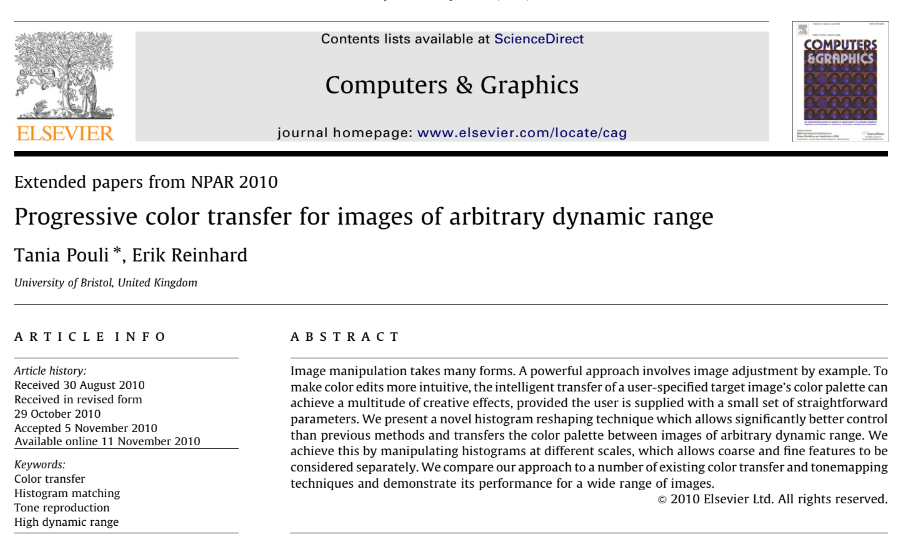 Contents lists available at ScienceDirect
Computers & Graphics
journal homepage: www.elsevier.com/locate/cag
ELSEVIER
COMPUTERS
&GRAPHICS
Extended papers from NPAR 2010
Progressive color transfer for images of arbitrary dynamic range
Tania Pouli *, Erik Reinhard
University of Bristol, United Kingdom
ARTICLE INFO
Article history:
Received 30 August 2010
Received in revised form
29 October 2010
Accepted 5 November 2010
Available online 11 November 2010
Keywords:
Color transfer
Histogram matching
Tone reproduction
High dynamic range
ABSTRACT
Image manipulation takes many forms. A powerful approach involves image adjustment by example. To
make color edits more intuitive, the intelligent transfer of a user-specified target image's color palette can
achieve a multitude of creative effects, provided the user is supplied with a small set of straightforward
parameters. We present a novel histogram reshaping technique which allows significantly better control
than previous methods and transfers the color palette between images of arbitrary dynamic range. We
achieve this by manipulating histograms at different scales, which allows coarse and fine features to be
considered separately. We compare our approach to a number of existing color transfer and tonemapping
techniques and demonstrate its performance for a wide range of images.
© 2010 Elsevier Ltd. All rights reserved.